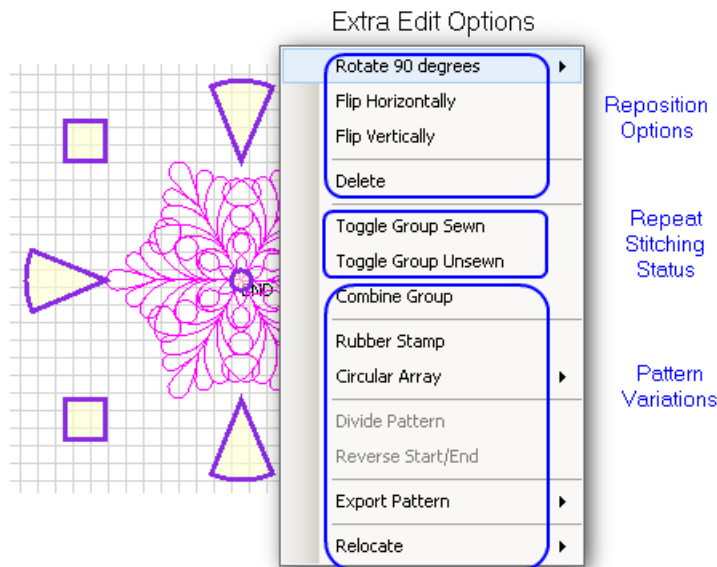 Extra Edit Options
Rotate 90 degrees
Flip Horizontally
Flip Vertically
Delete
Reposition
Options
Toggle Group Sewn
Toggle Group Unsewn
Repeat
Stitching
Status
END
Combine Group
Rubber Stamp
Circular Array
Divide Pattern
Reverse Start/End
Export Pattern
Relocate
Pattern
Variations